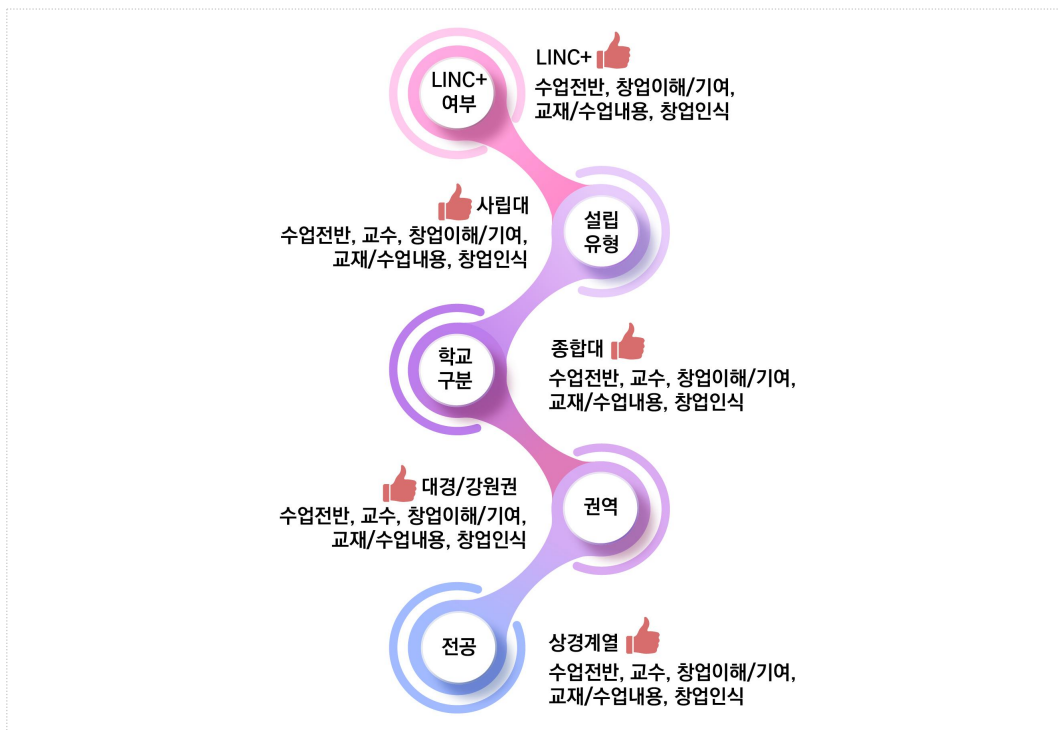 LINC+
여부
LINC+
수업전반, 창업이해/기여,
교재/수업내용, 창업인식
사립대
수업전반, 교수, 창업이해/기여,
교재/수업내용, 창업인식
설립
유형
학교
구분
종합대
수업전반, 교수, 창업이해/기여,
교재/수업내용, 창업인식
대경/강원권
수업전반, 교수, 창업이해/기여,
교재/수업내용, 창업인식
권역
전공
상경계열
수업전반, 교수, 창업이해/기여,
교재/수업내용, 창업인식